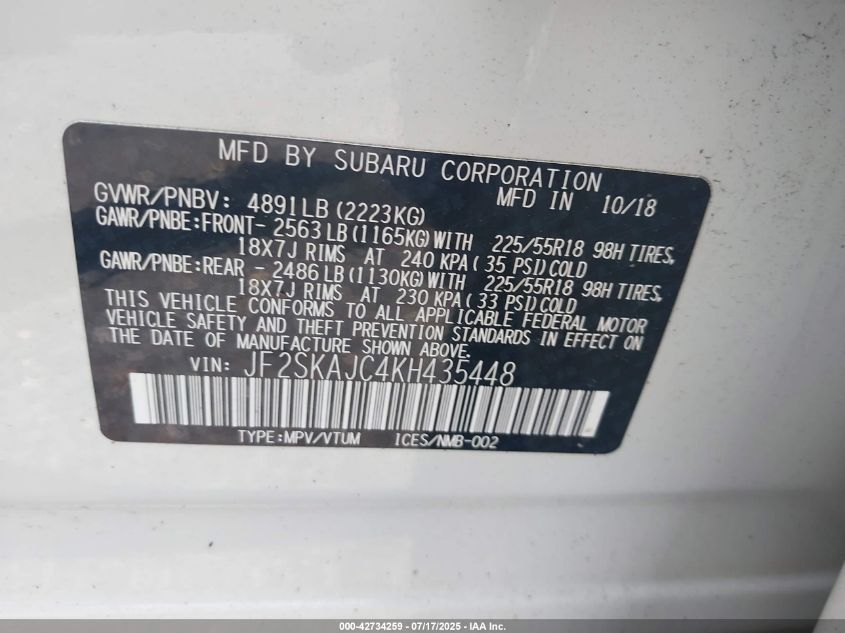 MFD BY SUBARU CORPORATION
GVWR/PNBV: 4891LB (2223KG) MFD IN 10/18
GAWR/PNBE:FRONT- 2563LB (1165KG) WITH 225/55R18 98H TIRES,
18X7J RIMS AT 240 KPA (35 PSI) COLD
GAWR/PNBE:REAR - 2486LB (1130KG) WITH 225/55R18 98H TIRES,
18X7J RIMS AT 230 KPA (33 PSI) COLD
THIS VEHICLE CONFORMS TO ALL APPLICABLE FEDERAL MOTOR
VEHICLE SAFETY AND THEFT PREVENTION STANDARDS IN EFFECT ON
THE DATE OF MANUFACTURE SHOWN ABOVE.
VIN: JF2SKAJC4KH435448
TYPE:MPV/VTUM ICES/NMB-002
000-42734259 - 07/17/2025 - IAA Inc.